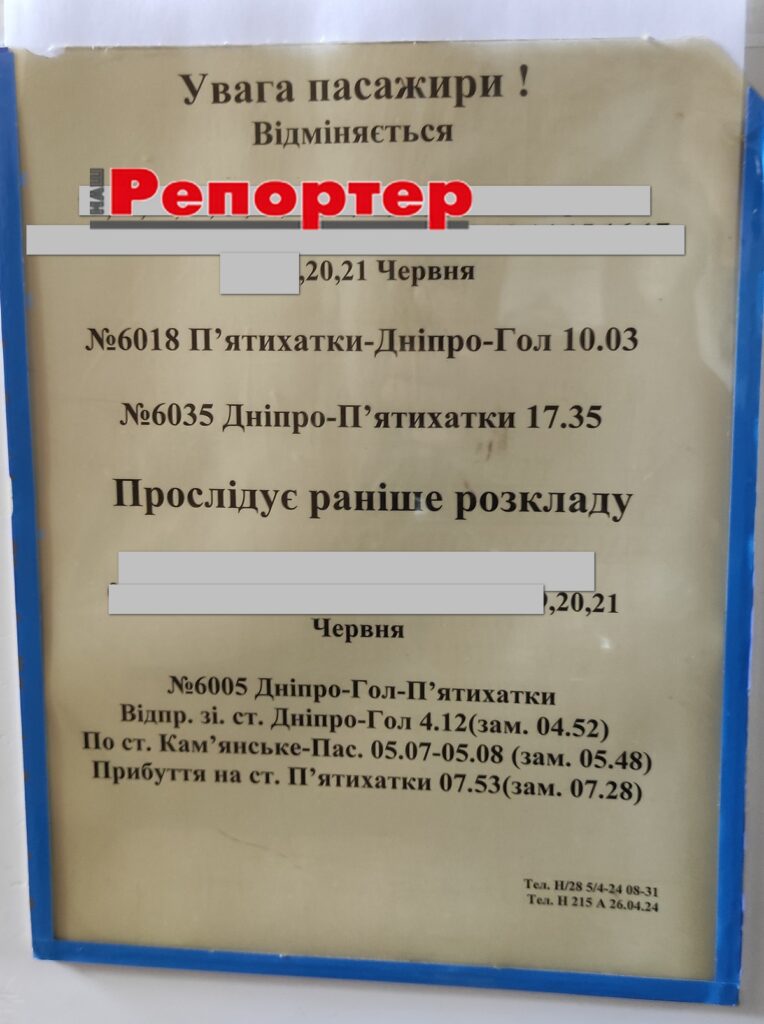 Увага пасажири !
Відміняється
НАШ Репортер
,20,21 Червня
№6018 П’ятихатки-Дніпро-Гол 10.03
№6035 Дніпро-П’ятихатки 17.35
Прослідує раніше розкладу
,20,21
Червня
№6005 Дніпро-Гол-П’ятихатки
Відпр. зі. ст. Дніпро-Гол 4.12(зам. 04.52)
По ст. Кам’янське-Пас. 05.07-05.08 (зам. 05.48)
Прибуття на ст. П’ятихатки 07.53(зам. 07.28)
Тел. Н/28 5/4-24 08-31
Тел. Н 215 А 26.04.24